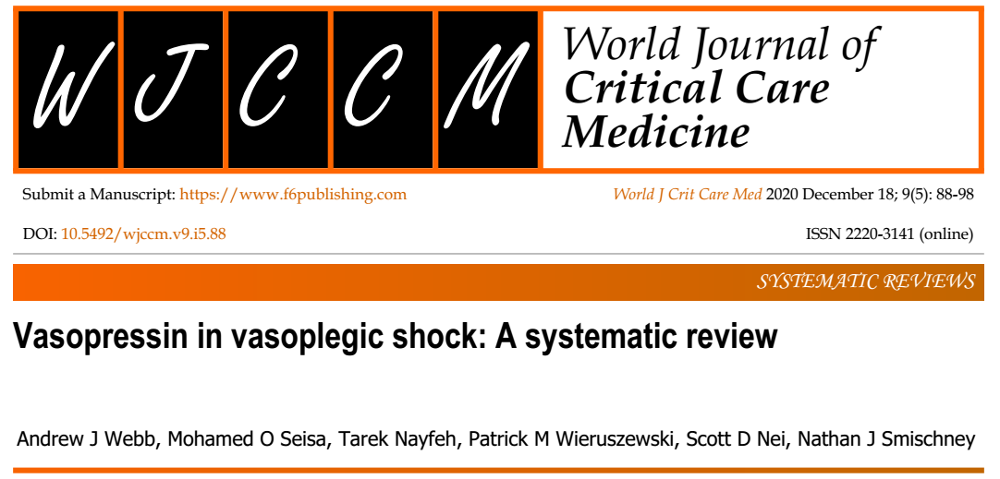 WJCCM
World Journal of
Critical Care
Medicine
Submit a Manuscript: https://www.f6publishing.com
World J Crit Care Med 2020 December 18; 9(5): 88-98
DOI: 10.5492/wjccm.v9.i5.88
ISSN 2220-3141 (online)
SYSTEMATIC REVIEWS
Vasopressin in vasoplegic shock: A systematic review
Andrew J Webb, Mohamed O Seisa, Tarek Nayfeh, Patrick M Wieruszewski, Scott D Nei, Nathan J Smischney